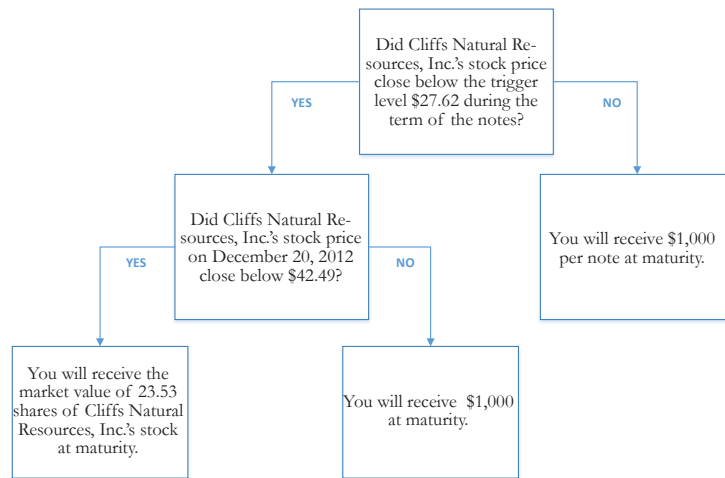 Did Cliffs Natural Re-
sources, Inc.'s stock price
close below the trigger
level $27.62 during the
term of the notes?
YES
NO
Did Cliffs Natural Re-
sources, Inc.'s stock price
on December 20, 2012
close below $42.49?
You will receive $1,000
per note at maturity.
YES
NO
You will receive the
market value of 23.53
shares of Cliffs Natural
Resources, Inc.'s stock
at maturity.
You will receive $1,000
at maturity.